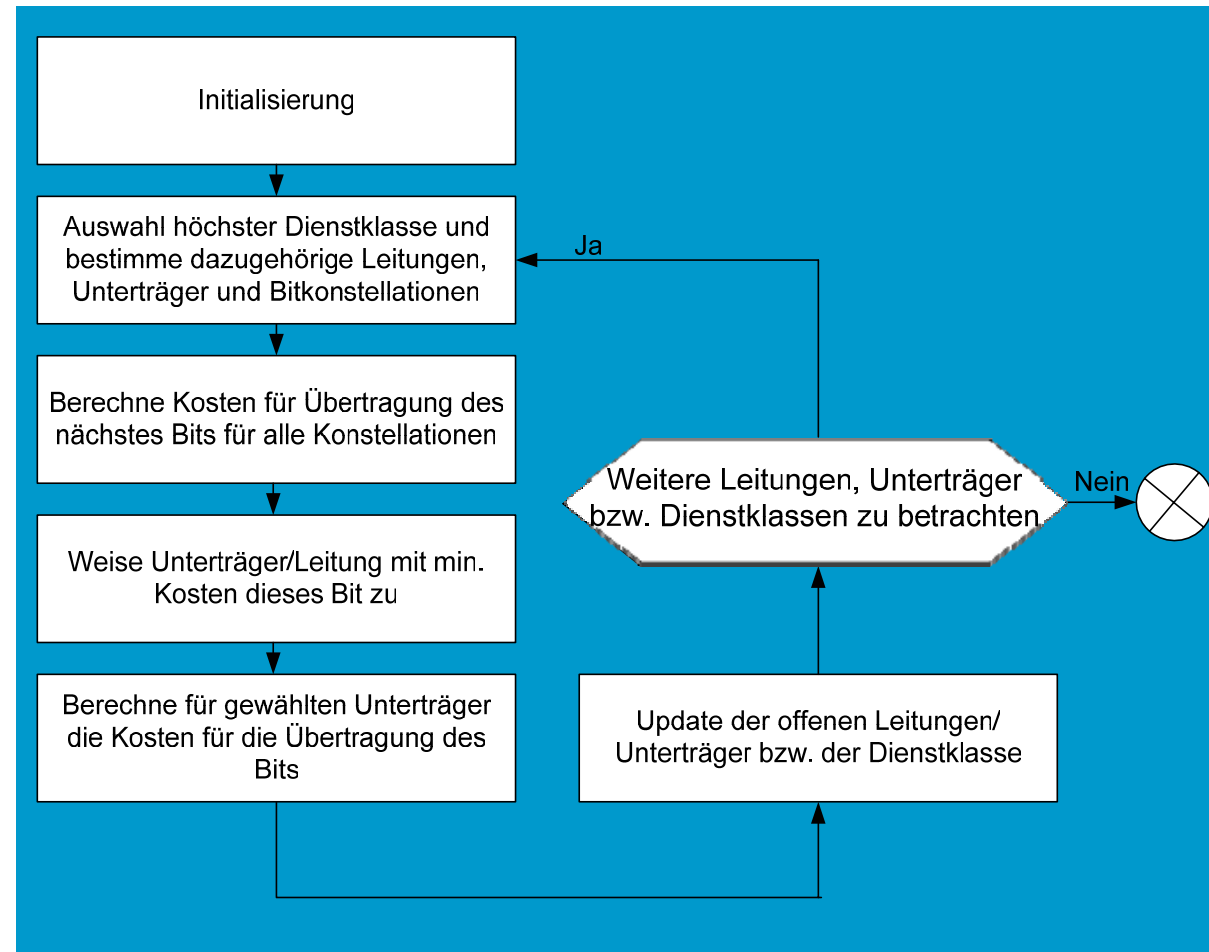 Initialisierung
Auswahl höchster Dienstklasse und
bestimme dazugehörige Leitungen,
Unterträger und Bitkonstellationen
Berechne Kosten für Übertragung des
nächstes Bits für alle Konstellationen
Weise Unterträger/Leitung mit min.
Kosten dieses Bit zu
Berechne für gewählten Unterträger
die Kosten für die Übertragung des
Bits
Update der offenen Leitungen/
Unterträger bzw. der Dienstklasse
Weitere Leitungen, Unterträger
bzw. Dienstklassen zu betrachten
Ja
Nein